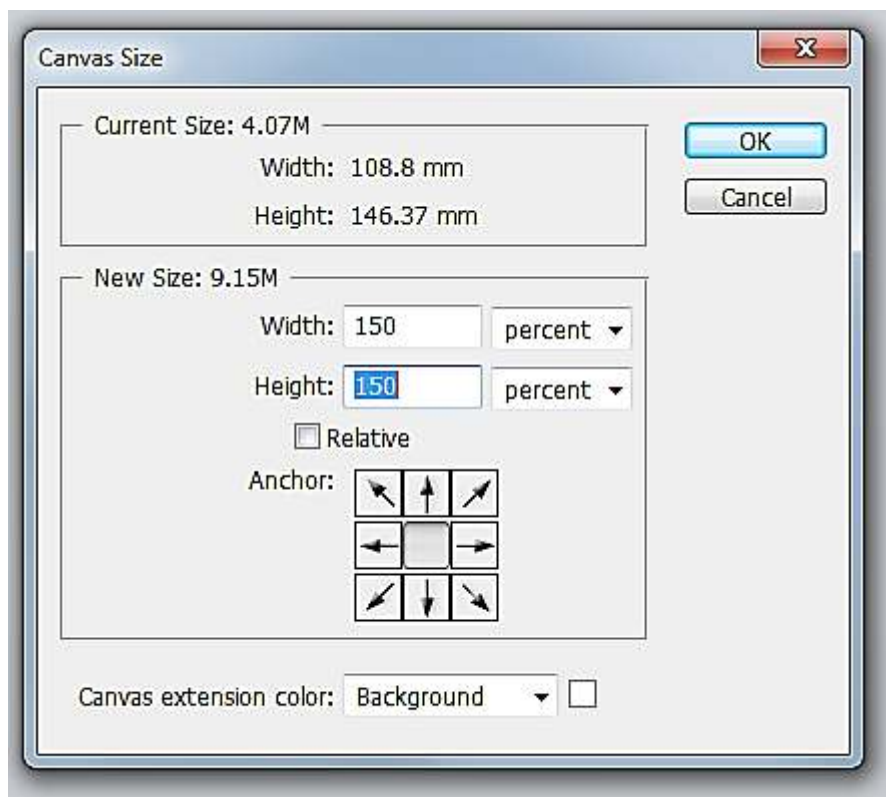 Canvas Size
Current Size: 4.07M
Width: 108.8 mm
Height: 146.37 mm
OK
Cancel
New Size: 9.15M
Width: 150 percent
Height: 150 percent
Relative
Anchor:
Canvas extension color: Background